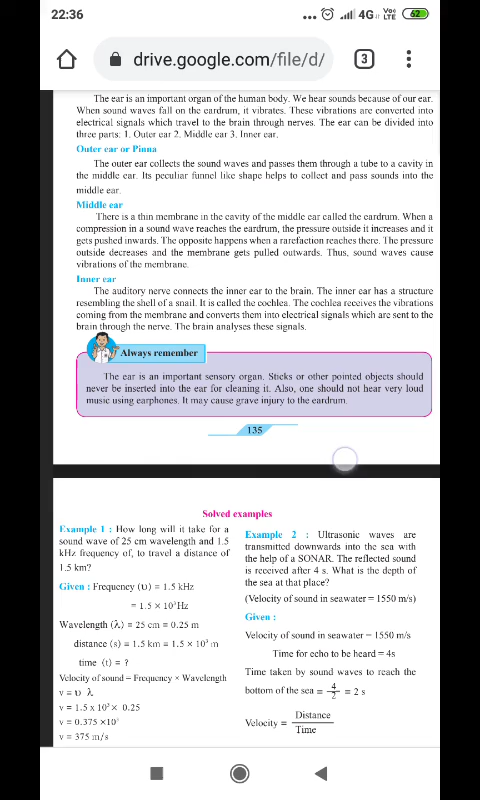 22:36
4G
Voo
LTE
62
drive.google.com/file/d/
3
The ear is an important organ of the human body. We hear sounds because of our ear.
When sound waves fall on the eardrum, it vibrates. These vibrations are converted into
electrical signals which travel to the brain through nerves. The ear can be divided into
three parts: 1. Outer ear 2. Middle ear 3. Inner ear.
Outer ear or Pinna
The outer ear collects the sound waves and passes them through a tube to a cavity in
the middle ear. Its peculiar funnel like shape helps to collect and pass sounds into the
middle ear.
Middle ear
There is a thin membrane in the cavity of the middle ear called the eardrum. When a
compression in a sound wave reaches the eardrum, the pressure outside it increases and it
gets pushed inwards. The opposite happens when a rarefaction reaches there. The pressure
outside decreases and the membrane gets pulled outwards. Thus, sound waves cause
vibrations of the membrane.
Inner ear
The auditory nerve connects the inner ear to the brain. The inner ear has a structure
resembling the shell of a snail. It is called the cochlea. The cochlea receives the vibrations
coming from the membrane and converts them into electrical signals which are sent to the
brain through the nerve. The brain analyses these signals.
Always remember
The ear is an important sensory organ. Sticks or other pointed objects should
never be inserted into the ear for cleaning it. Also, one should not hear very loud
music using earphones. It may cause grave injury to the eardrum.
135
Solved examples
Example 1 : How long will it take for a
sound wave of 25 cm wavelength and 1.5
kHz frequency of, to travel a distance of
1.5 km?
Given : Frequency (υ) = 1.5 kHz
= 1.5 × 10³ Hz
Wavelength (λ) = 25 cm = 0.25 m
distance (s) = 1.5 km = 1.5 × 10³ m
time (t) = ?
Velocity of sound = Frequency × Wavelength
v = υ λ
v = 1.5 x 10³ × 0.25
v = 0.375 ×10³
v = 375 m/s
Example 2 : Ultrasonic waves are
transmitted downwards into the sea with
the help of a SONAR. The reflected sound
is received after 4 s. What is the depth of
the sea at that place?
(Velocity of sound in seawater = 1550 m/s)
Given :
Velocity of sound in seawater = 1550 m/s
Time for echo to be heard = 4s
Time taken by sound waves to reach the
bottom of the sea = 4/2 = 2 s
Velocity = Distance/Time